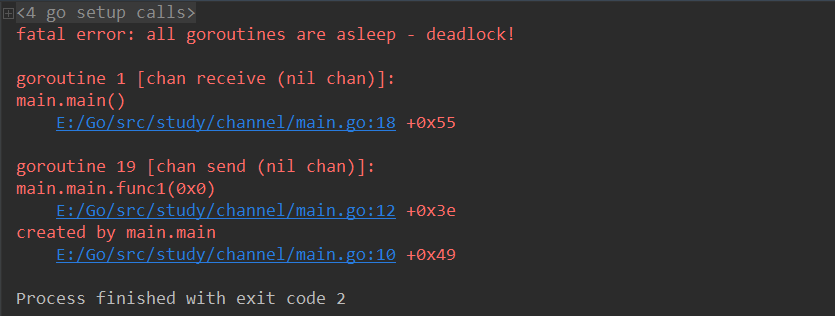 <4 go setup calls>
fatal error: all goroutines are asleep - deadlock!
goroutine 1 [chan receive (nil chan)]:
main.main()
E:/Go/src/study/channel/main.go:18 +0x55
goroutine 19 [chan send (nil chan)]:
main.main.func1(0x0)
E:/Go/src/study/channel/main.go:12 +0x3e
created by main.main
E:/Go/src/study/channel/main.go:10 +0x49
Process finished with exit code 2